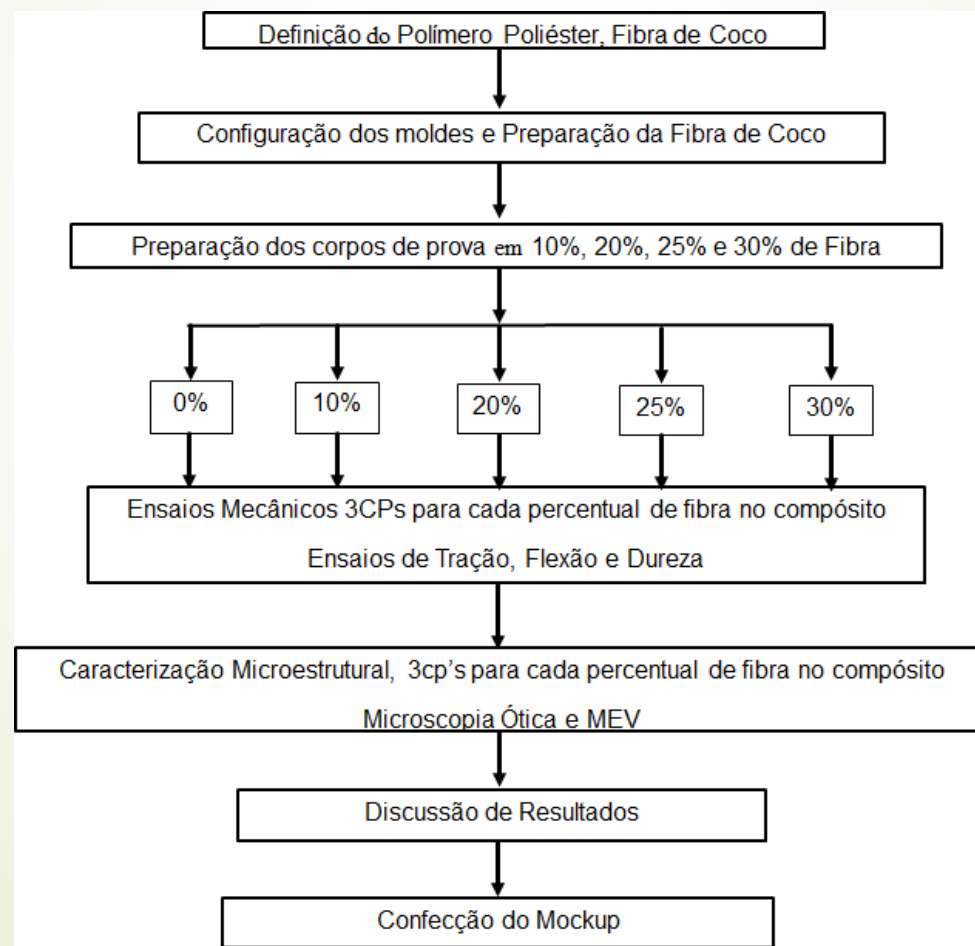 Definição do Polímero Poliéster, Fibra de Coco
Configuração dos moldes e Preparação da Fibra de Coco
Preparação dos corpos de prova em 10%, 20%, 25% e 30% de Fibra
0% 10% 20% 25% 30%
Ensaios Mecânicos 3CPs para cada percentual de fibra no compósito
Ensaios de Tração, Flexão e Dureza
Caracterização Microestrutural, 3cp's para cada percentual de fibra no compósito
Microscopia Ótica e MEV
Discussão de Resultados
Confecção do Mockup